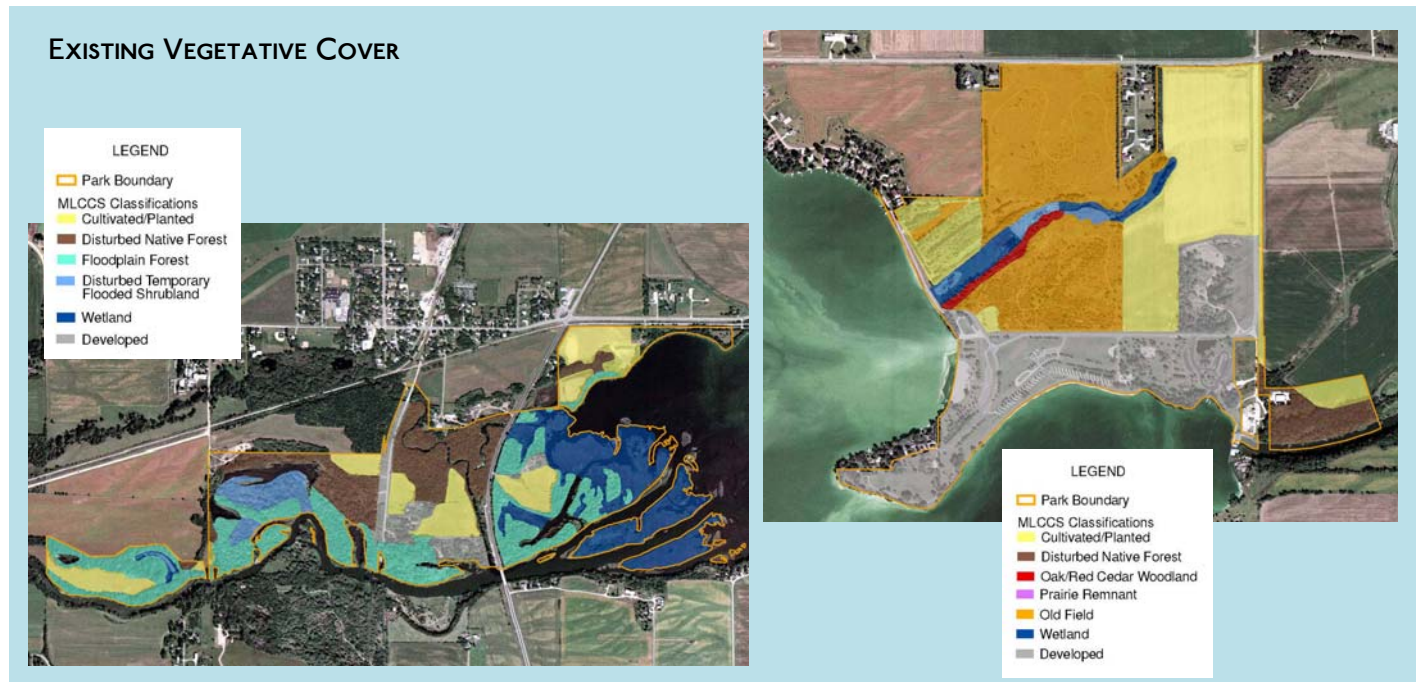 EXISTING VEGETATIVE COVER
LEGEND
Park Boundary
MLCCS Classifications
Cultivated/Planted
Disturbed Native Forest
Floodplain Forest
Disturbed Temporary
Flooded Shrubland
Wetland
Developed
LEGEND
Park Boundary
MLCCS Classifications
Cultivated/Planted
Disturbed Native Forest
Oak/Red Cedar Woodland
Prairie Remnant
Old Field
Wetland
Developed